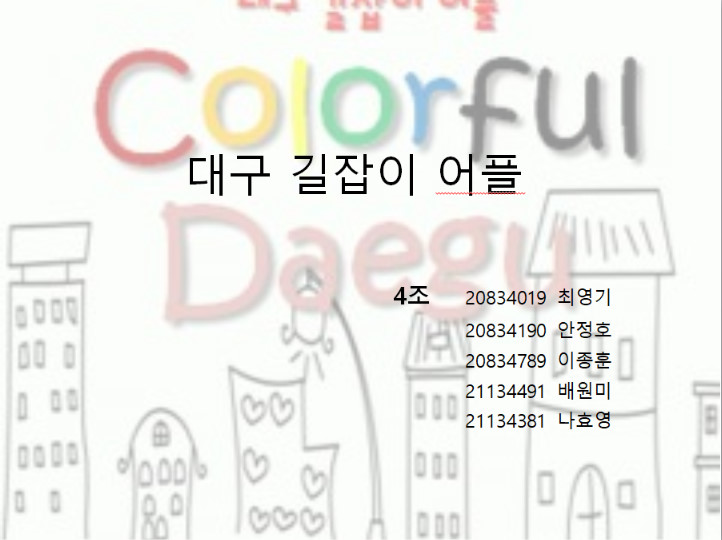 대구 길잡이 어플
Colorful
대구 길잡이 어플
Daegu
4조 20834019 최영기
20834190 안정호
20834789 이종훈
21134491 배원미
21134381 나효영